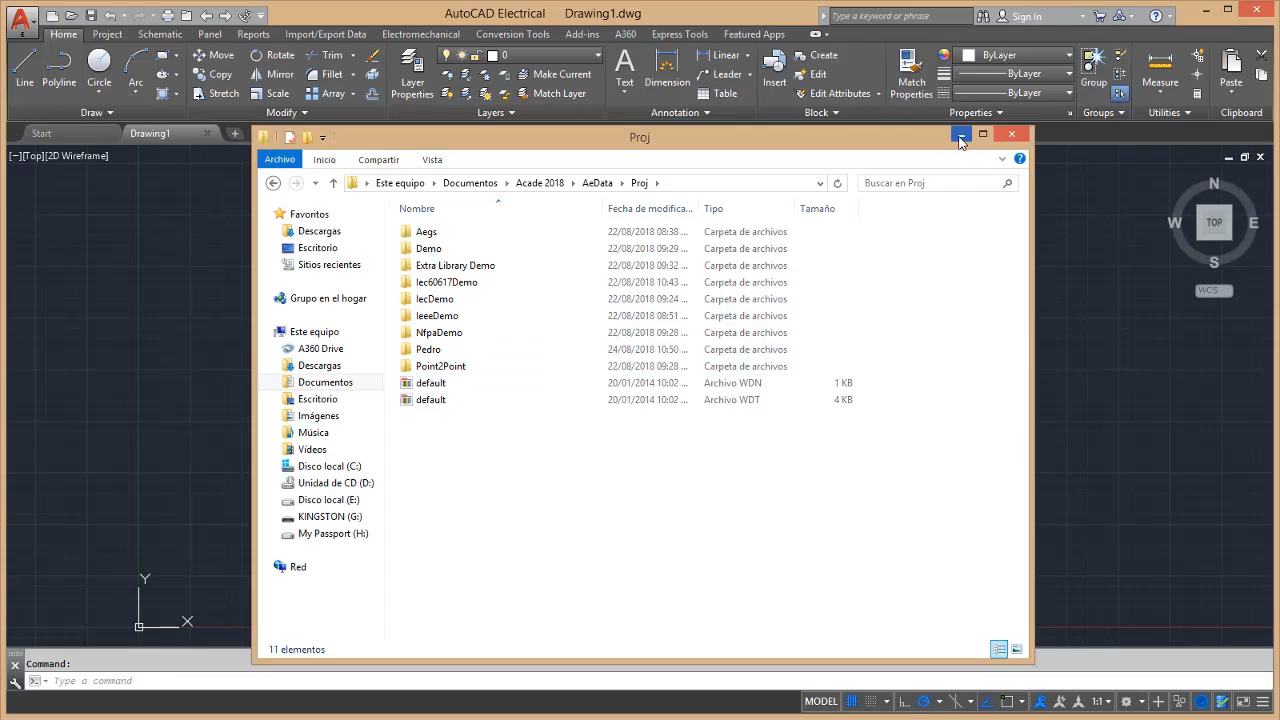 AutoCAD Electrical Drawing1.dwg
Type a keyword or phrase
Sign In
Home Project Schematic Panel Reports Import/Export Data Electromechanical Conversion Tools Add-ins A360 Express Tools Featured Apps
Line Polyline Circle Arc
Move Rotate Trim
Copy Mirror Fillet
Stretch Scale Array
Layer Properties
0
Make Current
Match Layer
Text Dimension
Linear
Leader
Table
Insert
Create
Edit
Edit Attributes
Match Properties
ByLayer
ByLayer
ByLayer
Group
Measure
Paste
Draw Modify Layers Annotation Block Properties Groups Utilities Clipboard
Start Drawing1
[−][Top][2D Wireframe]
Proj
Archivo Inicio Compartir Vista
Este equipo Documentos Acade 2018 AeData Proj
Buscar en Proj
Nombre Fecha de modifica... Tipo Tamaño
Aegs 22/08/2018 08:38 ... Carpeta de archivos
Demo 22/08/2018 09:29 ... Carpeta de archivos
Extra Library Demo 22/08/2018 09:32 ... Carpeta de archivos
Iec60617Demo 22/08/2018 10:43 ... Carpeta de archivos
IecDemo 22/08/2018 09:24 ... Carpeta de archivos
IeeeDemo 22/08/2018 08:51 ... Carpeta de archivos
NfpaDemo 22/08/2018 09:28 ... Carpeta de archivos
Pedro 24/08/2018 10:50 ... Carpeta de archivos
Point2Point 22/08/2018 09:28 ... Carpeta de archivos
default 20/01/2014 10:02 ... Archivo WDN 1 KB
default 20/01/2014 10:02 ... Archivo WDT 4 KB
Favoritos
Descargas
Escritorio
Sitios recientes
Grupo en el hogar
Este equipo
A360 Drive
Descargas
Documentos
Escritorio
Imágenes
Música
Vídeos
Disco local (C:)
Unidad de CD (D:)
Disco local (E:)
KINGSTON (G:)
My Passport (H:)
Red
11 elementos
N
W TOP E
S
WCS
Y
X
Command:
Type a command
MODEL 1:1